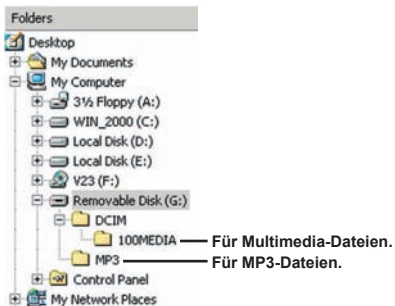 Folders
Desktop
My Documents
My Computer
3½ Floppy (A:)
WIN_2000 (C:)
Local Disk (D:)
Local Disk (E:)
V23 (F:)
Removable Disk (G:)
DCIM
100MEDIA Für Multimedia-Dateien.
MP3 Für MP3-Dateien.
Control Panel
My Network Places